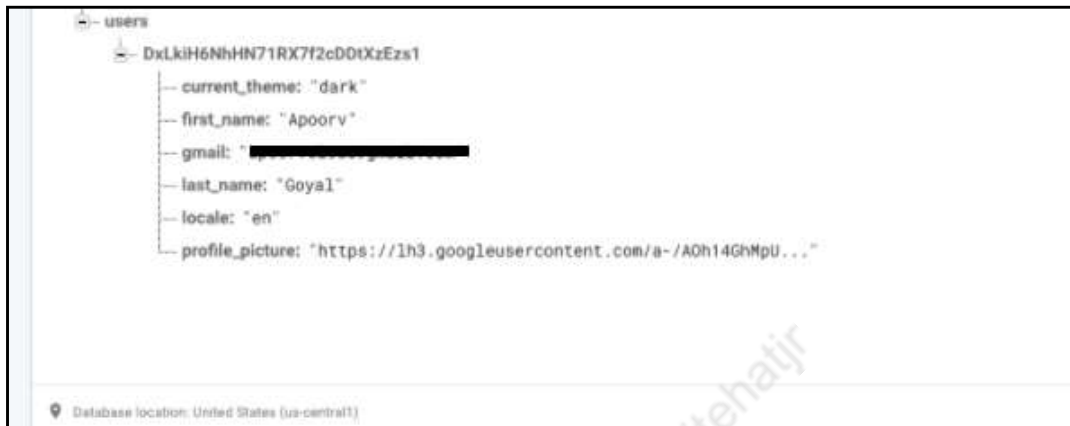 users
DxLkiH6NhHN71RX7f2cDDtXzEzs1
current_theme: "dark"
first_name: "Apoorv"
gmail: "
last_name: "Goyal"
locale: "en"
profile_picture: "https://lh3.googleusercontent.com/a-/AOh14GhMpU..."
Database location: United States (us-central1)